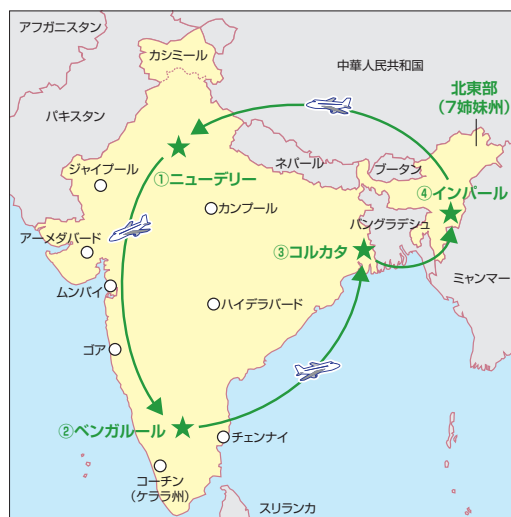 アフガニスタン
カシミール
中華人民共和国
北東部
(7姉妹州)
パキスタン
ネパール
ブータン
ジャイプール
①ニューデリー
④インパール
カンプール
バングラデシュ
アーメダバード
③コルカタ
ムンバイ
ミャンマー
ハイデラバード
ゴア
②ベンガルール
チェンナイ
コーチン
(ケララ州)
スリランカ